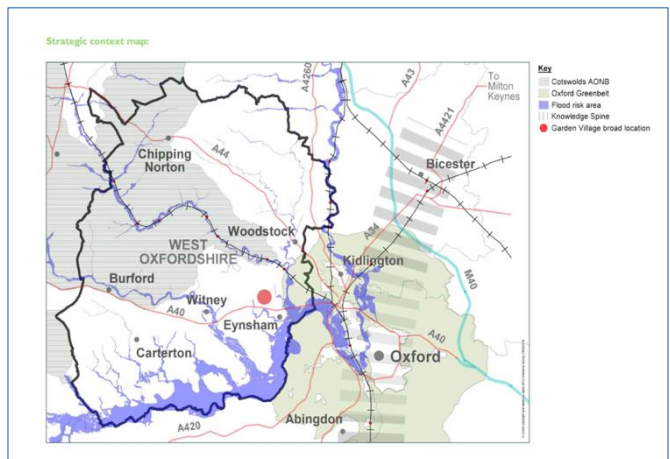 Strategic context map:
A4260
A43
To
Milton
Keynes
A4421
Chipping
Norton
A44
Bicester
Woodstock
A34
WEST
OXFORDSHIRE
Kidlington
M40
Burford
A40
Witney
Eynsham
A40
Carterton
Oxford
Abingdon
A420
Key
Cotswolds AONB
Oxford Greenbelt
Flood risk area
Knowledge Spine
Garden Village broad location